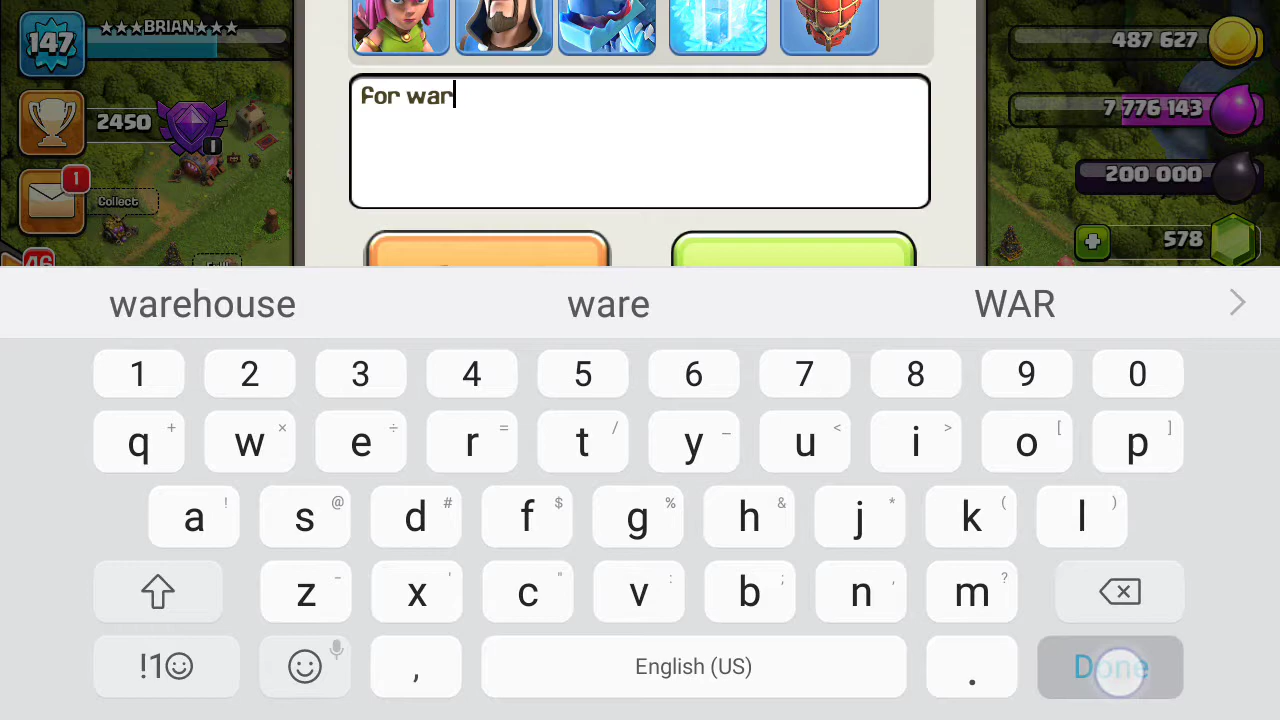 147
★★★BRIAN★★★
487 627
2450
I
7 776 143
1
Collect
200 000
46
578
for war
warehouse ware WAR
1 2 3 4 5 6 7 8 9 0
q + w × e ÷ r = t / y _ u < i > o [ p ]
a ! s @ d # f $ g % h & j * k ( l )
z - x ' c " v : b ; n , m ?
!1☺ , English (US) . Done